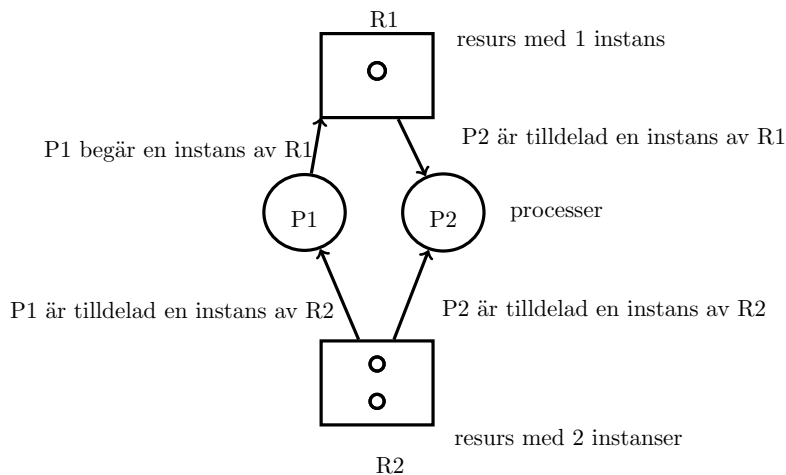 R1
resurs med 1 instans
P1 begär en instans av R1
P2 är tilldelad en instans av R1
P1
P2
processer
P1 är tilldelad en instans av R2
P2 är tilldelad en instans av R2
resurs med 2 instanser
R2